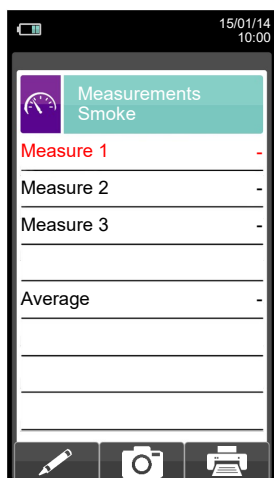 15/01/14
10:00
Measurements
Smoke
Measure 1 -
Measure 2 -
Measure 3 -
Average -